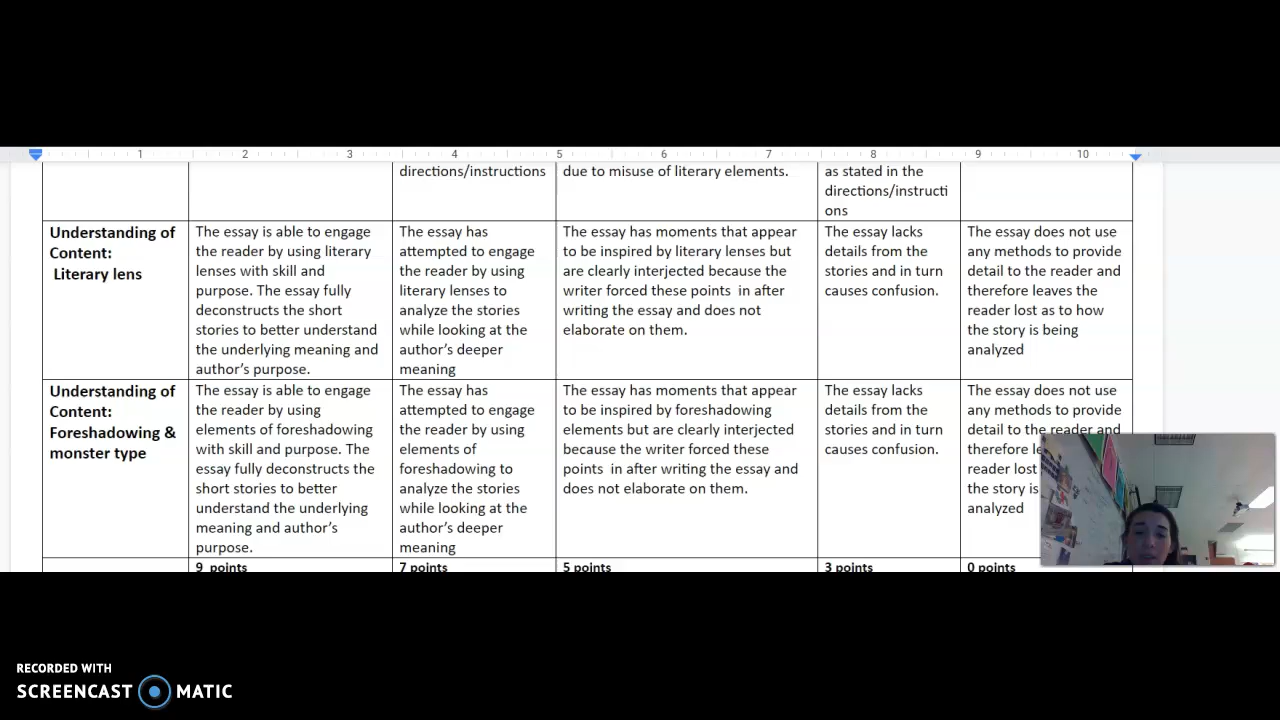 1 2 3 4 5 6 7 8 9 10
directions/instructions
due to misuse of literary elements.
as stated in the
directions/instructi
ons
Understanding of
Content:
Literary lens
The essay is able to engage
the reader by using literary
lenses with skill and
purpose. The essay fully
deconstructs the short
stories to better understand
the underlying meaning and
author's purpose.
The essay has
attempted to engage
the reader by using
literary lenses to
analyze the stories
while looking at the
author's deeper
meaning
The essay has moments that appear
to be inspired by literary lenses but
are clearly interjected because the
writer forced these points in after
writing the essay and does not
elaborate on them.
The essay lacks
details from the
stories and in turn
causes confusion.
The essay does not use
any methods to provide
detail to the reader and
therefore leaves the
reader lost as to how
the story is being
analyzed
Understanding of
Content:
Foreshadowing &
monster type
The essay is able to engage
the reader by using
elements of foreshadowing
with skill and purpose. The
essay fully deconstructs the
short stories to better
understand the underlying
meaning and author's
purpose.
The essay has
attempted to engage
the reader by using
elements of
foreshadowing to
analyze the stories
while looking at the
author's deeper
meaning
The essay has moments that appear
to be inspired by foreshadowing
elements but are clearly interjected
because the writer forced these
points in after writing the essay and
does not elaborate on them.
The essay lacks
details from the
stories and in turn
causes confusion.
The essay does not use
any methods to provide
detail to the reader and
therefore
reader lost
the story is
analyzed
9 points
7 points
5 points
3 points
0 points
RECORDED WITH
SCREENCAST MATIC